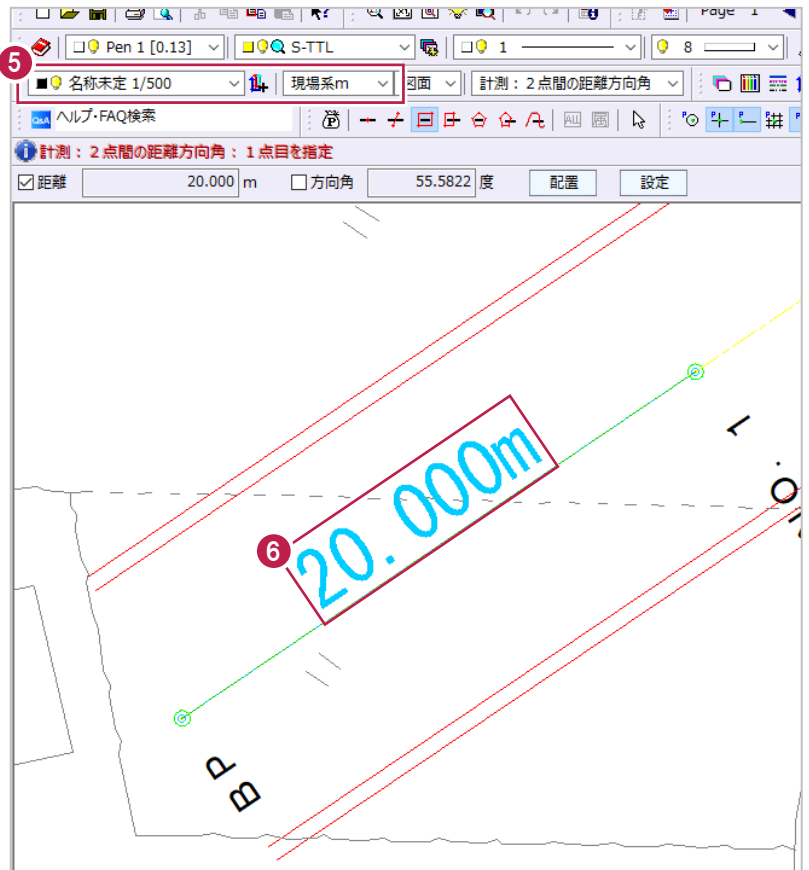 Page 1
Pen 1 [0.13] S-TTL 1 8
5
名称未定 1/500 現場系m 図面 計測：２点間の距離方向角
Q&A ヘルプ・FAQ検索
計測：２点間の距離方向角：１点目を指定
距離 20.000 m 方向角 55.5822 度 配置 設定
20.000m
6
BP